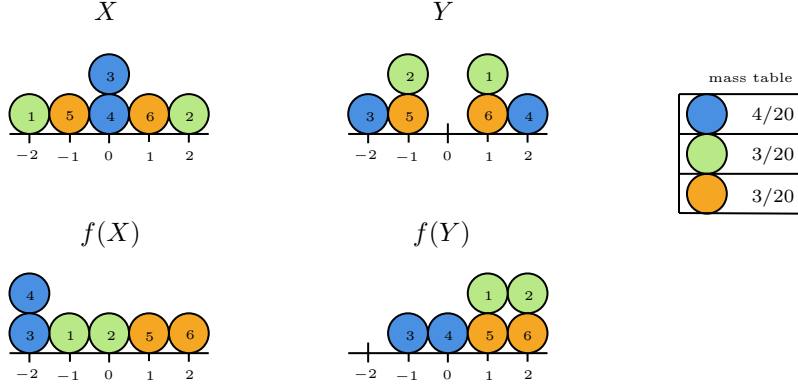 X
Y
3
1 5 4 6 2
−2 −1 0 1 2
2 1
3 5 6 4
−2 −1 0 1 2
mass table
4/20
3/20
3/20
f(X)
f(Y)
4
3 1 2 5 6
−2 −1 0 1 2
1 2
3 4 5 6
−2 −1 0 1 2